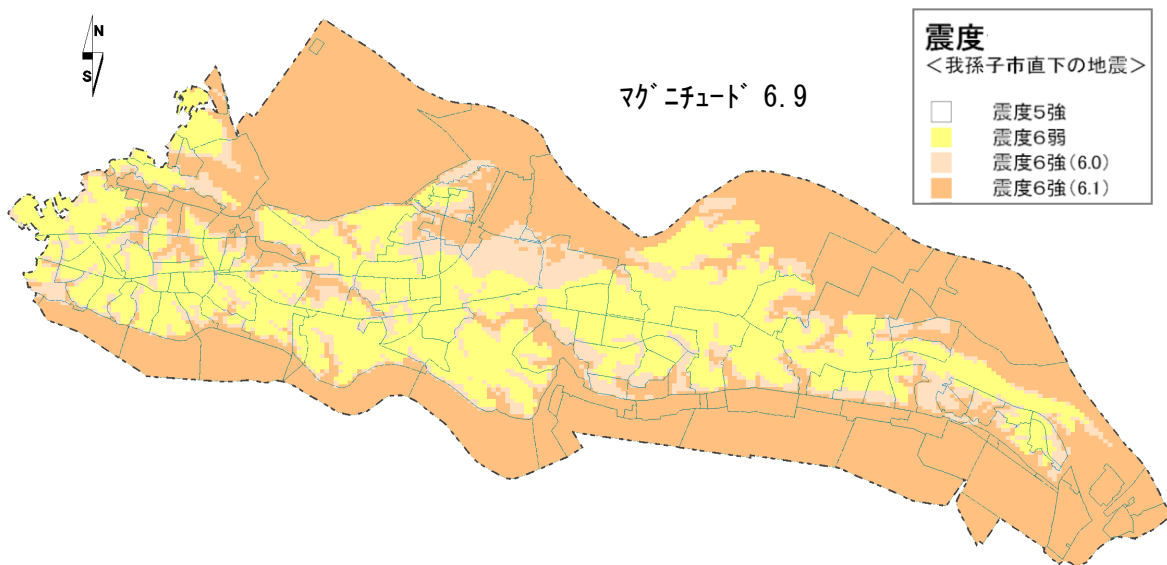 N
S
マグニチュード 6.9
震度
＜我孫子市直下の地震＞
震度5強
震度6弱
震度6強(6.0)
震度6強(6.1)